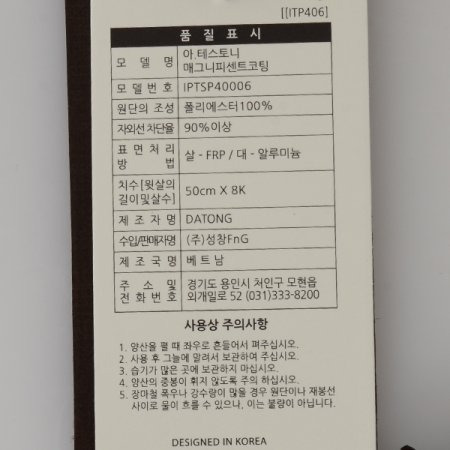 [[ITP406]
품 질 표 시
모 델 명 아.테스토니
매그니피센트코팅
모 델 번 호 IPTSP40006
원단의 조성 폴리에스터100%
자외선 차단율 90%이상
표 면 처 리
방 법 살 - FRP / 대 - 알루미늄
치수 [윗살의
길이및살수] 50cm X 8K
제 조 자 명 DATONG
수입/판매자명 (주)성창FnG
제 조 국 명 베트남
주 소 및
전 화 번 호 경기도 용인시 처인구 모현읍
외개일로 52 (031)333-8200
사용상 주의사항
1. 양산을 펼 때 좌우로 흔들어서 펴주십시오.
2. 사용 후 그늘에 말려서 보관하여 주십시오.
3. 습기가 많은 곳에 보관하지 마십시오.
4. 양산의 중봉이 휘지 않도록 주의 하십시오.
5. 장마철 폭우나 강수량이 많을 경우 원단이나 재봉선
사이로 물이 흐를 수 있으나, 이는 불량이 아닙니다.
DESIGNED IN KOREA